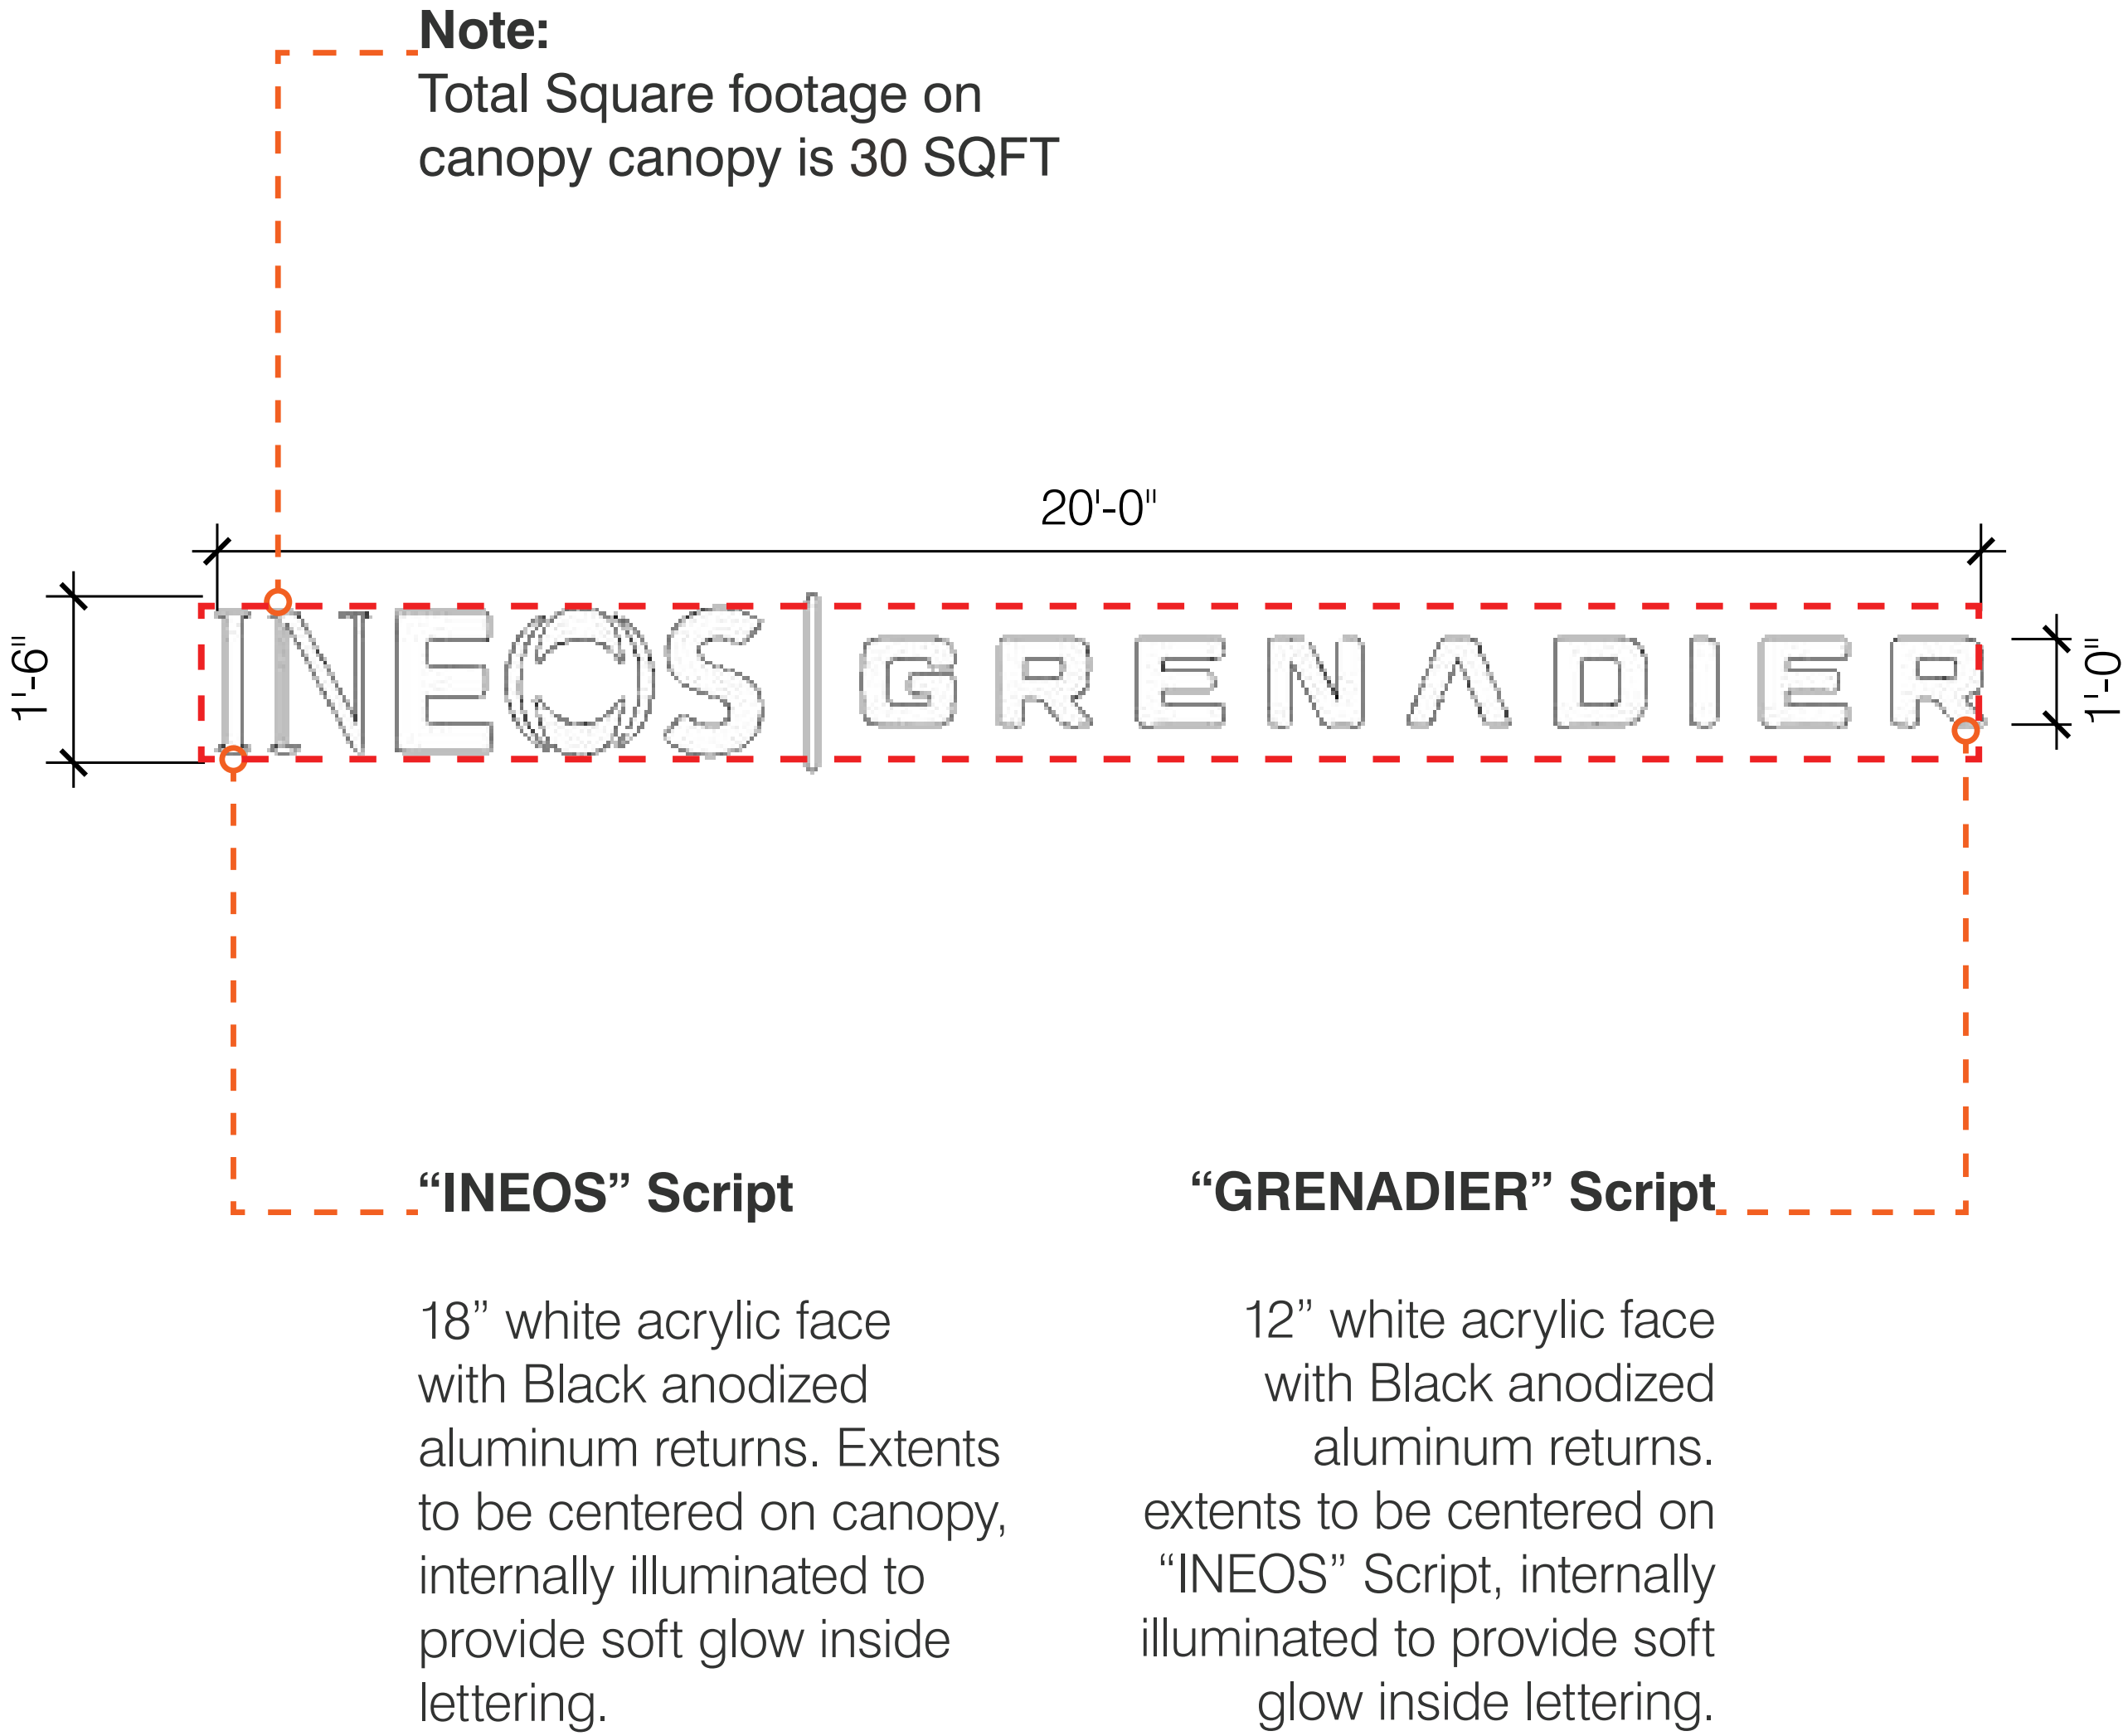 Note:
Total Square footage on
canopy canopy is 30 SQFT
20'-0"
1'-6"
INEOS|GRENADIER
1'-0"
“INEOS” Script
18” white acrylic face
with Black anodized
aluminum returns. Extents
to be centered on canopy,
internally illuminated to
provide soft glow inside
lettering.
“GRENADIER” Script
12” white acrylic face
with Black anodized
aluminum returns.
extents to be centered on
“INEOS” Script, internally
illuminated to provide soft
glow inside lettering.